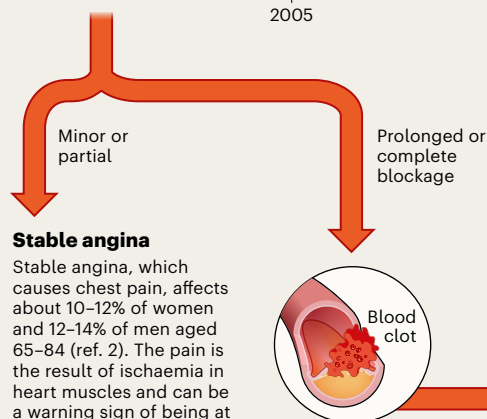 2005
Minor or
partial
Prolonged or
complete
blockage
Stable angina
Stable angina, which
causes chest pain, affects
about 10–12% of women
and 12–14% of men aged
65–84 (ref. 2). The pain is
the result of ischaemia in
heart muscles and can be
a warning sign of being at
Blood
clot